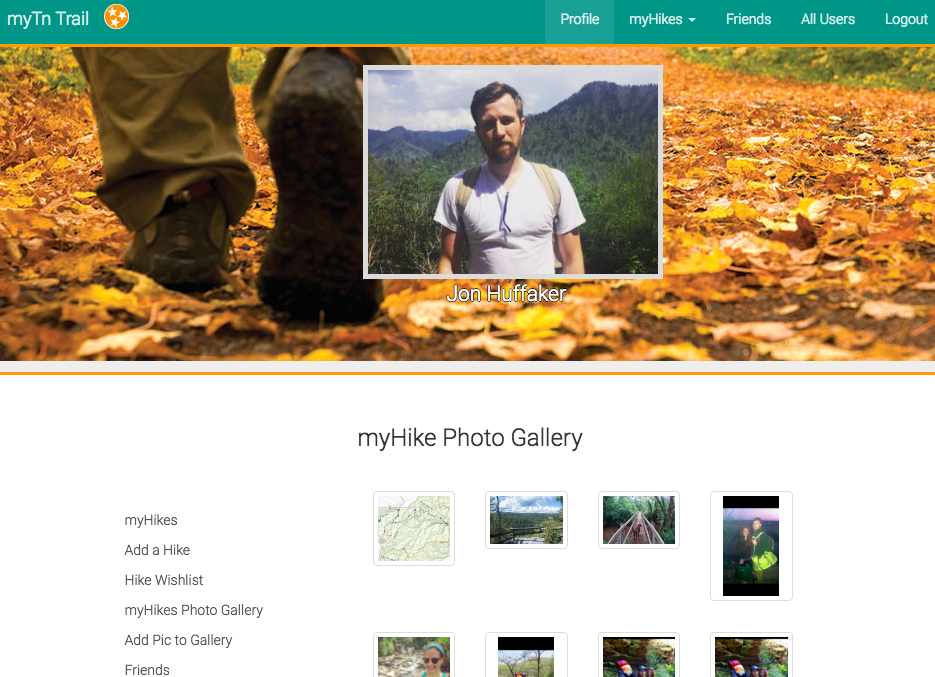 myTn Trail
Profile
myHikes
Friends
All Users
Logout
Jon Huffaker
myHike Photo Gallery
myHikes
Add a Hike
Hike Wishlist
myHikes Photo Gallery
Add Pic to Gallery
Friends